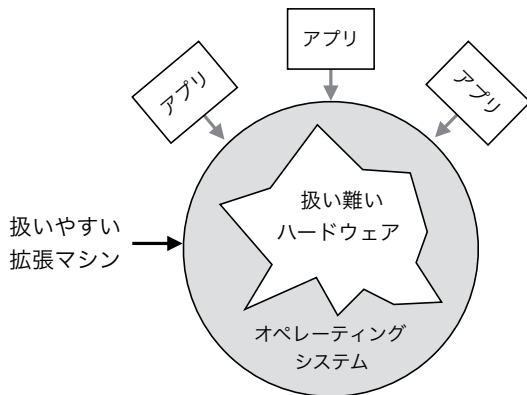 アプリ
アプリ
アプリ
扱い難い
ハードウェア
扱いやすい
拡張マシン
オペレーティング
システム